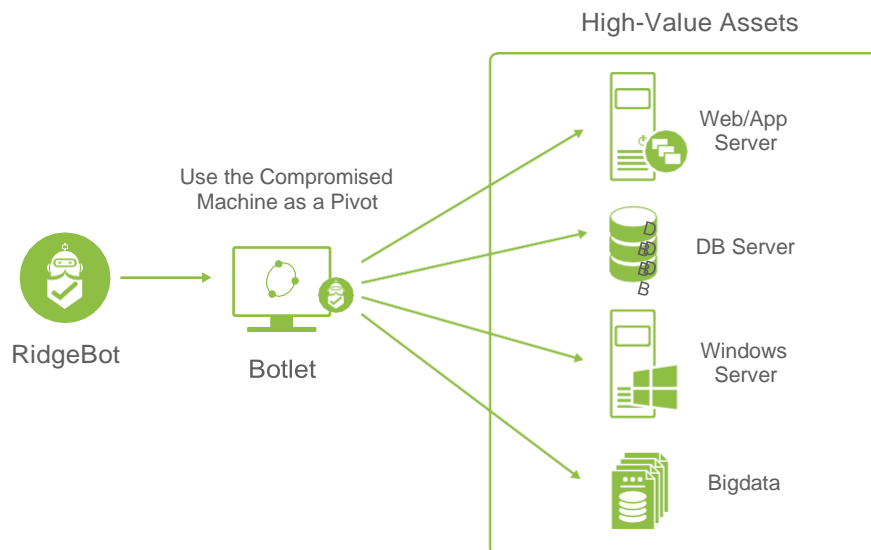 High-Value Assets
Web/App
Server
Use the Compromised
Machine as a Pivot
DB Server
D
B D
B D
B
RidgeBot
Botlet
Windows
Server
Bigdata